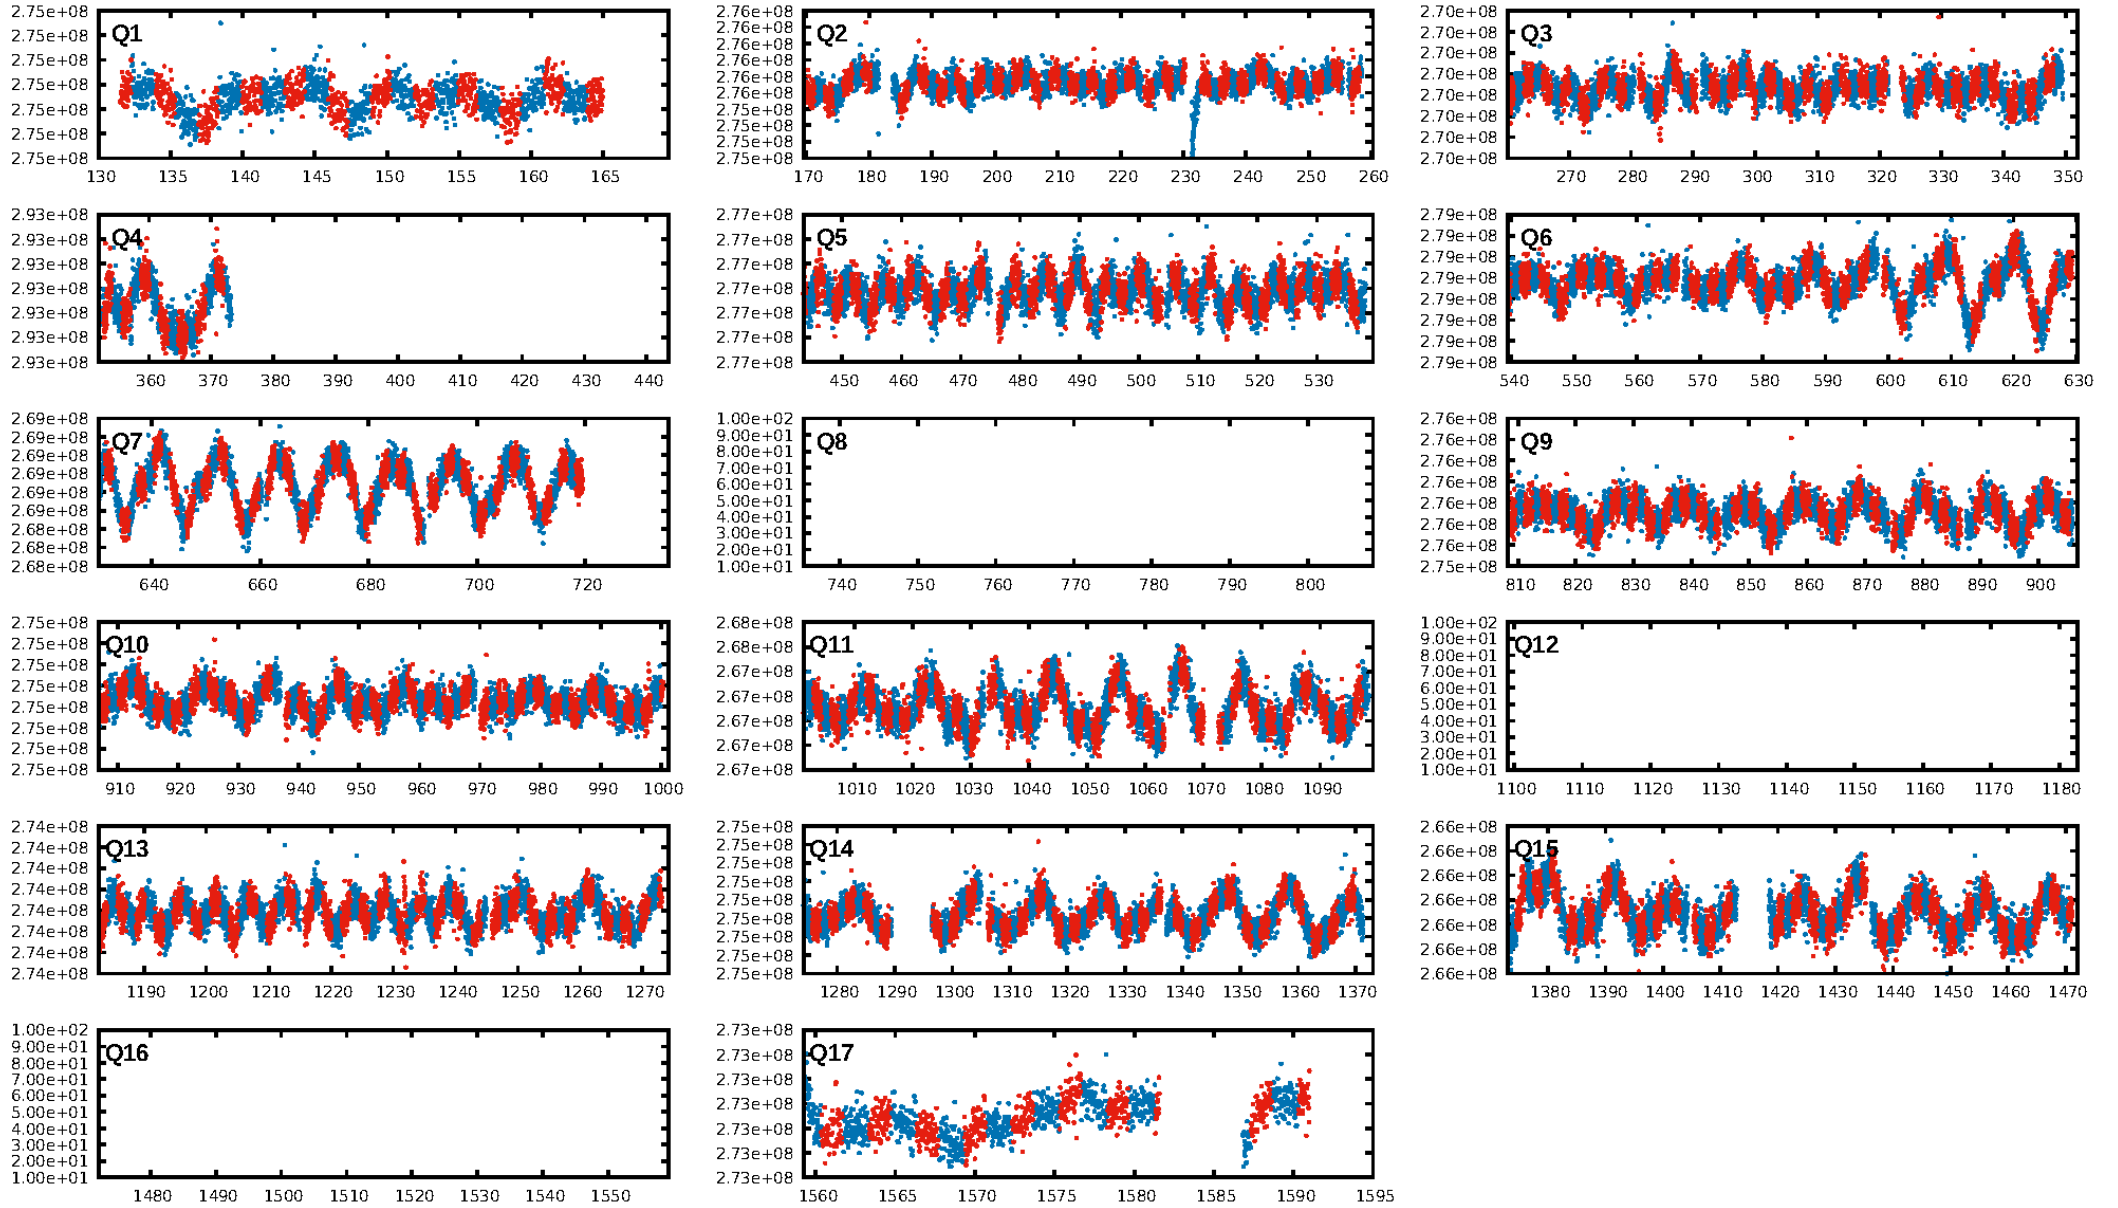 2.75e+08
2.75e+08
2.75e+08
2.75e+08
2.75e+08
2.75e+08
2.75e+08
Q1
130 135 140 145 150 155 160 165
2.76e+08
2.76e+08
2.76e+08
2.76e+08
2.76e+08
2.76e+08
2.75e+08
2.75e+08
2.75e+08
2.75e+08
Q2
170 180 190 200 210 220 230 240 250 260
2.70e+08
2.70e+08
2.70e+08
2.70e+08
2.70e+08
2.70e+08
2.70e+08
2.70e+08
Q3
270 280 290 300 310 320 330 340 350
2.93e+08
2.93e+08
2.93e+08
2.93e+08
2.93e+08
2.93e+08
2.93e+08
Q4
360 370 380 390 400 410 420 430 440
2.77e+08
2.77e+08
2.77e+08
2.77e+08
2.77e+08
2.77e+08
2.77e+08
Q5
450 460 470 480 490 500 510 520 530
2.79e+08
2.79e+08
2.79e+08
2.79e+08
2.79e+08
2.79e+08
2.79e+08
2.79e+08
Q6
540 550 560 570 580 590 600 610 620 630
2.69e+08
2.69e+08
2.69e+08
2.69e+08
2.69e+08
2.69e+08
2.68e+08
2.68e+08
2.68e+08
Q7
640 660 680 700 720
1.00e+02
9.00e+01
8.00e+01
7.00e+01
6.00e+01
5.00e+01
4.00e+01
3.00e+01
2.00e+01
1.00e+01
Q8
740 750 760 770 780 790 800
2.76e+08
2.76e+08
2.76e+08
2.76e+08
2.76e+08
2.76e+08
2.76e+08
2.75e+08
Q9
810 820 830 840 850 860 870 880 890 900
2.75e+08
2.75e+08
2.75e+08
2.75e+08
2.75e+08
2.75e+08
2.75e+08
2.75e+08
Q10
910 920 930 940 950 960 970 980 990 1000
2.68e+08
2.68e+08
2.67e+08
2.67e+08
2.67e+08
2.67e+08
2.67e+08
Q11
1010 1020 1030 1040 1050 1060 1070 1080 1090
1.00e+02
9.00e+01
8.00e+01
7.00e+01
6.00e+01
5.00e+01
4.00e+01
3.00e+01
2.00e+01
1.00e+01
Q12
1100 1110 1120 1130 1140 1150 1160 1170 1180
2.74e+08
2.74e+08
2.74e+08
2.74e+08
2.74e+08
2.74e+08
2.74e+08
2.74e+08
Q13
1190 1200 1210 1220 1230 1240 1250 1260 1270
2.75e+08
2.75e+08
2.75e+08
2.75e+08
2.75e+08
2.75e+08
2.75e+08
2.75e+08
2.75e+08
Q14
1280 1290 1300 1310 1320 1330 1340 1350 1360 1370
2.66e+08
2.66e+08
2.66e+08
2.66e+08
2.66e+08
2.66e+08
2.66e+08
Q15
1380 1390 1400 1410 1420 1430 1440 1450 1460 1470
1.00e+02
9.00e+01
8.00e+01
7.00e+01
6.00e+01
5.00e+01
4.00e+01
3.00e+01
2.00e+01
1.00e+01
Q16
1480 1490 1500 1510 1520 1530 1540 1550
2.73e+08
2.73e+08
2.73e+08
2.73e+08
2.73e+08
2.73e+08
2.73e+08
Q17
1560 1565 1570 1575 1580 1585 1590 1595